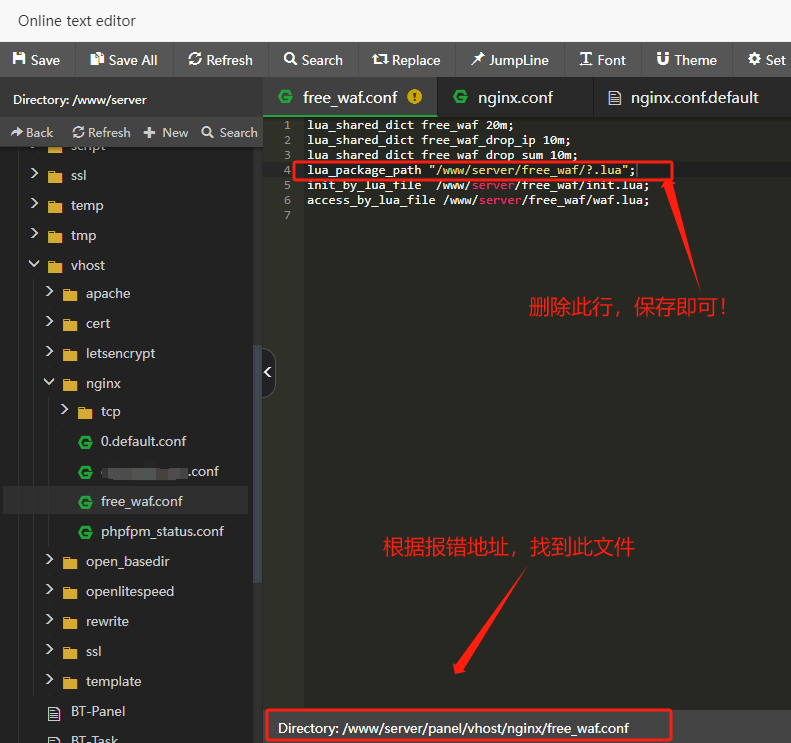 Online text editor
Save
Save All
Refresh
Search
Replace
JumpLine
Font
Theme
Set
Directory: /www/server
Back
Refresh
New
Search
script
ssl
temp
tmp
vhost
apache
cert
letsencrypt
nginx
tcp
0.default.conf
.conf
free_waf.conf
phpfpm_status.conf
open_basedir
openlitespeed
rewrite
ssl
template
BT-Panel
BT-Task
free_waf.conf
nginx.conf
nginx.conf.default
1 lua_shared_dict free_waf 20m;
2 lua_shared_dict free_waf_drop_ip 10m;
3 lua_shared_dict free_waf_drop_sum 10m;
4 lua_package_path "/www/server/free_waf/?.lua";
5 init_by_lua_file  /www/server/free_waf/init.lua;
6 access_by_lua_file /www/server/free_waf/waf.lua;
7
删除此行，保存即可！
根据报错地址，找到此文件
Directory: /www/server/panel/vhost/nginx/free_waf.conf